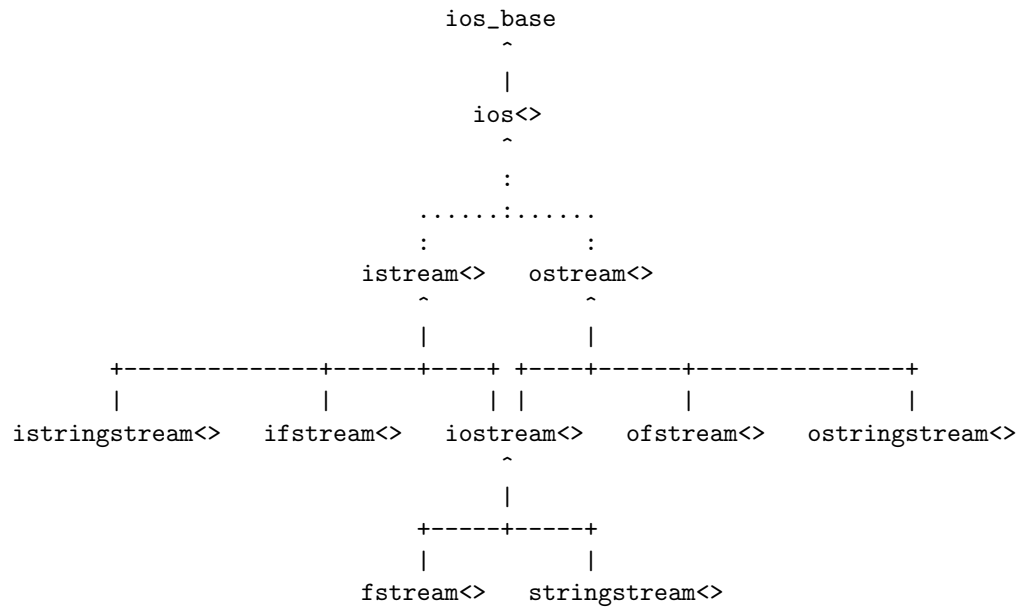 ios_base
^
|
ios<>
^
:
......:......
:            :
istream<>   ostream<>
^           ^
|           |
+--------------+------+----+ +----+------+---------------+
|              |           | |           |               |
istringstream<>   ifstream<>   iostream<>   ofstream<>   ostringstream<>
^
|
+-----+-----+
|           |
fstream<>   stringstream<>